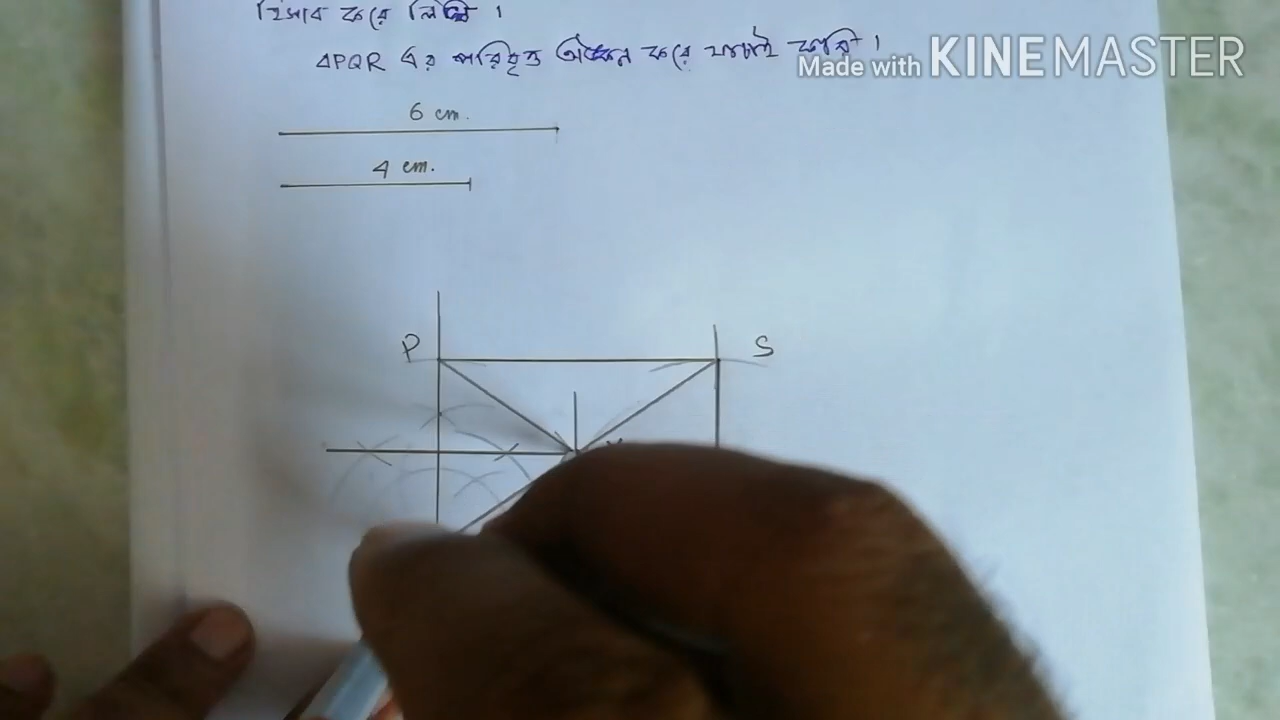 হিসাব করে লিখি ।
ΔPQR এর পরিবৃত্ত অঙ্কন করে যাচাই করি ।
Made with KINEMASTER
6 cm.
4 cm.
P
S